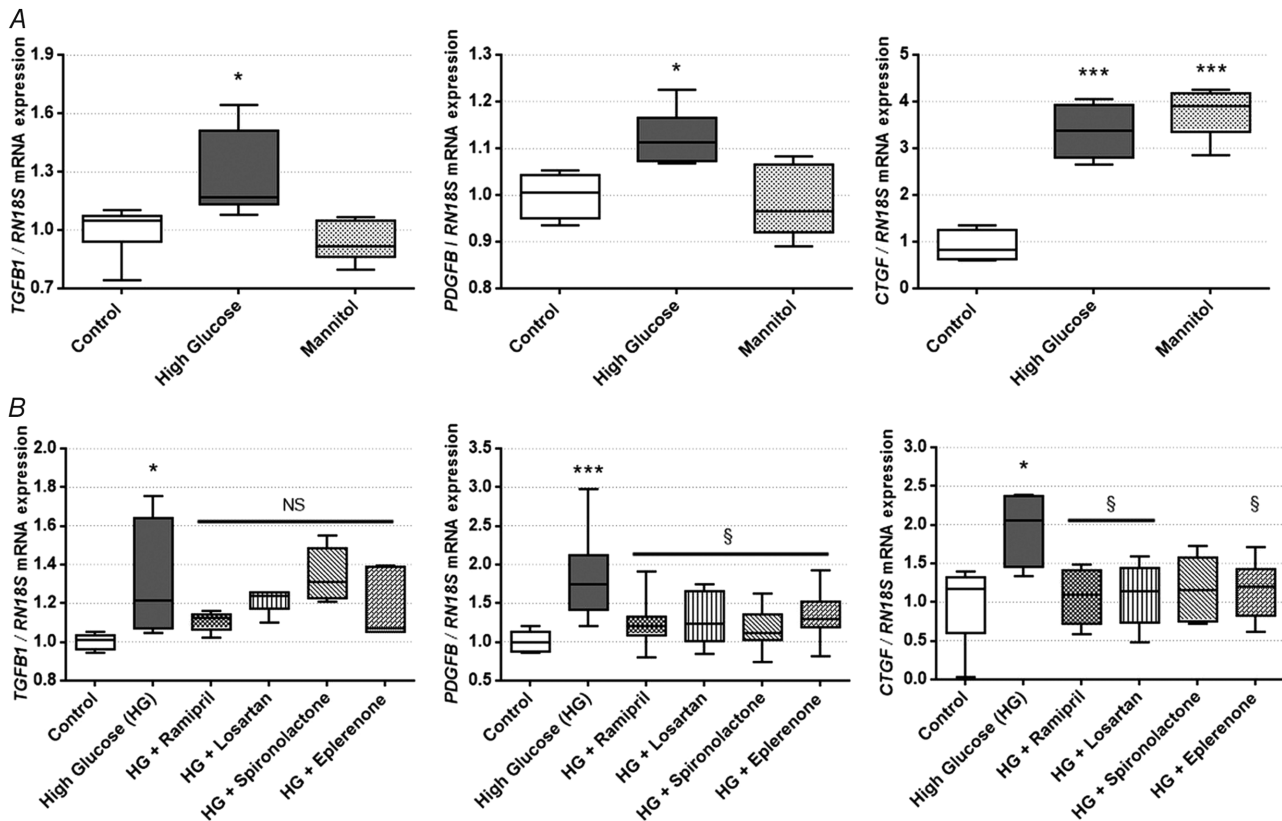 A
TGFB1 / RN18S mRNA expression
1.9
1.6
1.3
1.0
0.7
*
Control
High Glucose
Mannitol
PDGFB / RN18S mRNA expression
1.3
1.2
1.1
1.0
0.9
0.8
*
Control
High Glucose
Mannitol
CTGF / RN18S mRNA expression
5
4
3
2
1
0
***
***
Control
High Glucose
Mannitol
B
TGFB1 / RN18S mRNA expression
2.0
1.8
1.6
1.4
1.2
1.0
0.8
*
NS
Control
High Glucose (HG)
HG + Ramipril
HG + Losartan
HG + Spironolactone
HG + Eplerenone
PDGFB / RN18S mRNA expression
3.5
3.0
2.5
2.0
1.5
1.0
0.5
***
§
Control
High Glucose (HG)
HG + Ramipril
HG + Losartan
HG + Spironolactone
HG + Eplerenone
CTGF / RN18S mRNA expression
3.0
2.5
2.0
1.5
1.0
0.5
0.0
*
§
§
Control
High Glucose (HG)
HG + Ramipril
HG + Losartan
HG + Spironolactone
HG + Eplerenone